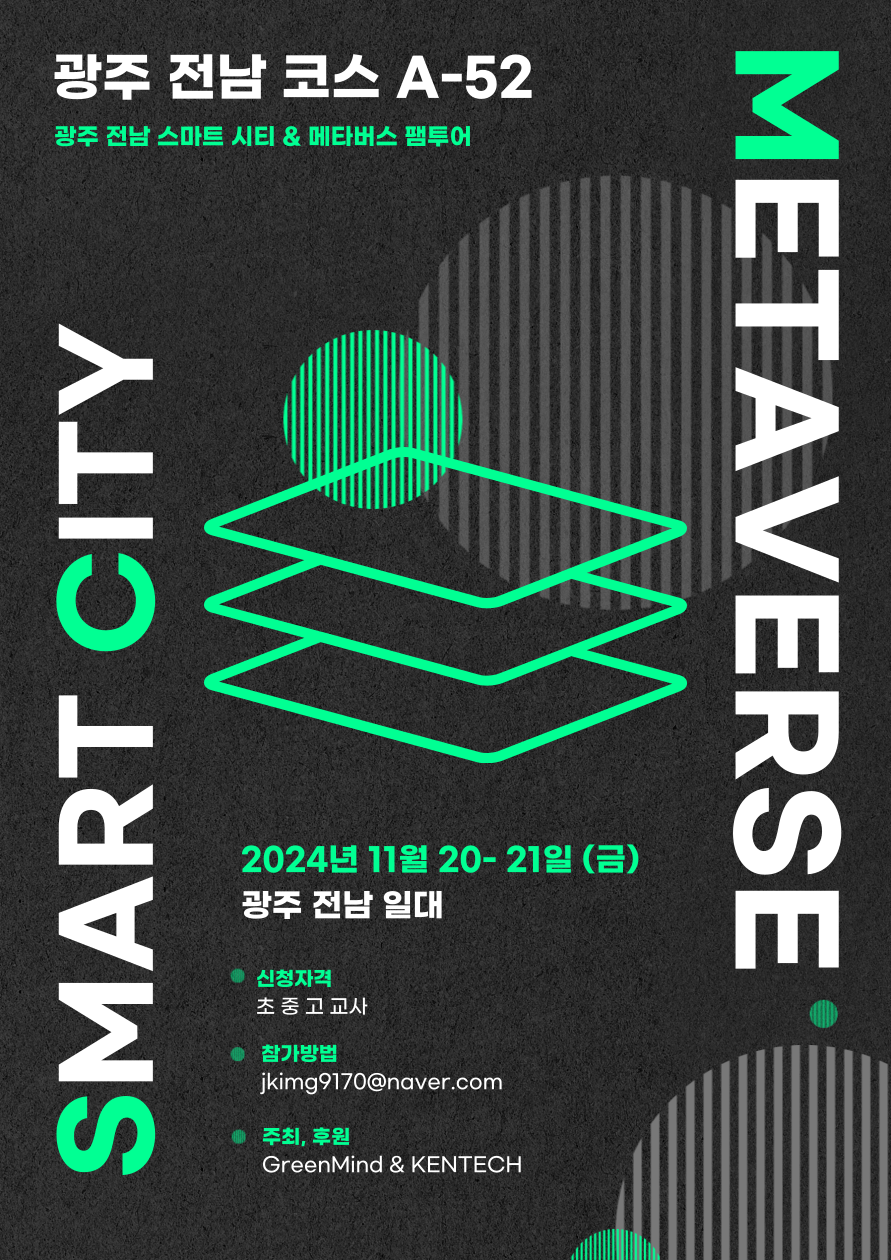 광주 전남 코스 A-52
광주 전남 스마트 시티 & 메타버스 팸투어
METAVERSE
SMART CITY
2024년 11월 20- 21일 (금)
광주 전남 일대
신청자격
초 중 고 교사
참가방법
jkimg9170@naver.com
주최, 후원
GreenMind & KENTECH